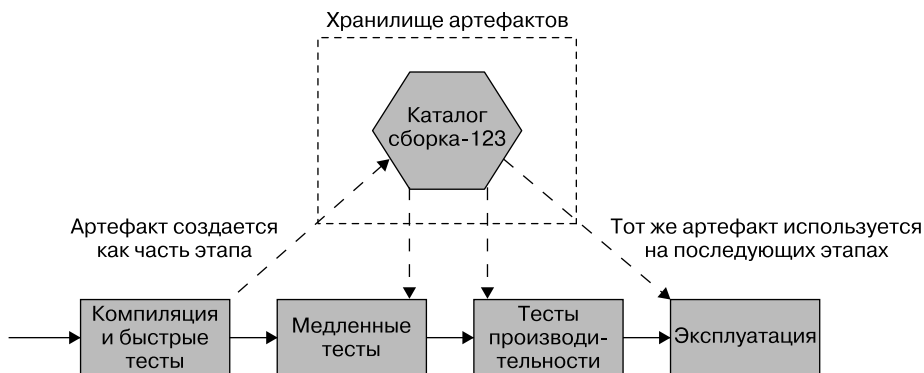 Хранилище артефактов
Каталог
сборка-123
Артефакт создается
как часть этапа
Тот же артефакт используется
на последующих этапах
Компиляция
и быстрые
тесты
Медленные
тесты
Тесты
производи-
тельности
Эксплуатация